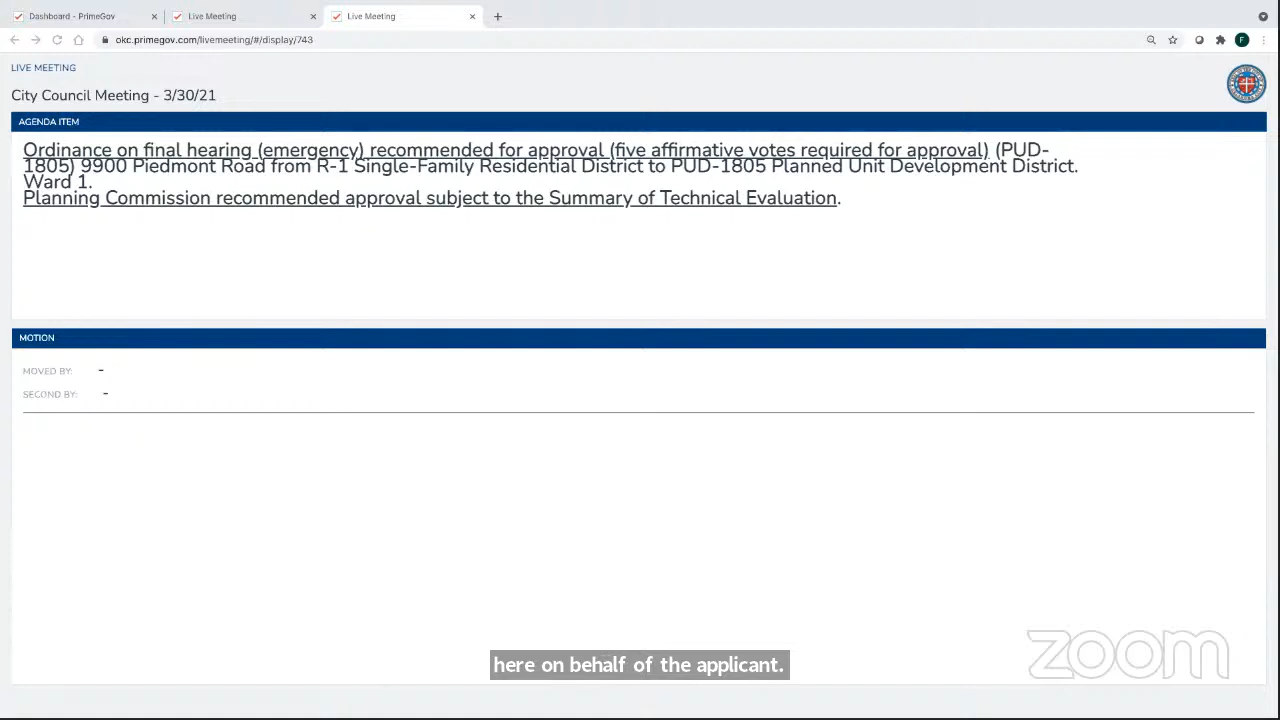 Dashboard - PrimeGov
Live Meeting
Live Meeting
okc.primegov.com/livemeeting/#/display/743
F
LIVE MEETING
City Council Meeting - 3/30/21
AGENDA ITEM
Ordinance on final hearing (emergency) recommended for approval (five affirmative votes required for approval) (PUD-
1805) 9900 Piedmont Road from R-1 Single-Family Residential District to PUD-1805 Planned Unit Development District.
Ward 1.
Planning Commission recommended approval subject to the Summary of Technical Evaluation.
MOTION
MOVED BY: -
SECOND BY: -
here on behalf of the applicant.
zoom